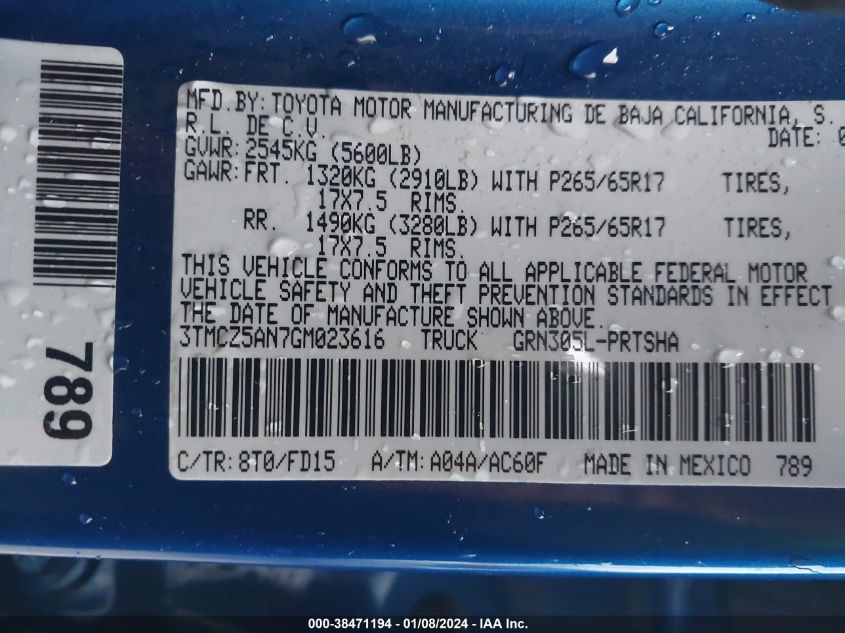 MFD.BY: TOYOTA MOTOR MANUFACTURING DE BAJA CALIFORNIA, S.
R.L. DE C.V.
DATE: 0
GVWR: 2545KG (5600LB)
GAWR: FRT. 1320KG (2910LB) WITH P265/65R17 TIRES,
17X7.5 RIMS.
RR. 1490KG (3280LB) WITH P265/65R17 TIRES,
17X7.5 RIMS.
THIS VEHICLE CONFORMS TO ALL APPLICABLE FEDERAL MOTOR
VEHICLE SAFETY AND THEFT PREVENTION STANDARDS IN EFFECT
THE DATE OF MANUFACTURE SHOWN ABOVE.
3TMCZ5AN7GM023616 TRUCK GRN305L-PRTSHA
C/TR: 8T0/FD15 A/TM: A04A/AC60F MADE IN MEXICO 789
789
000-38471194 - 01/08/2024 - IAA Inc.